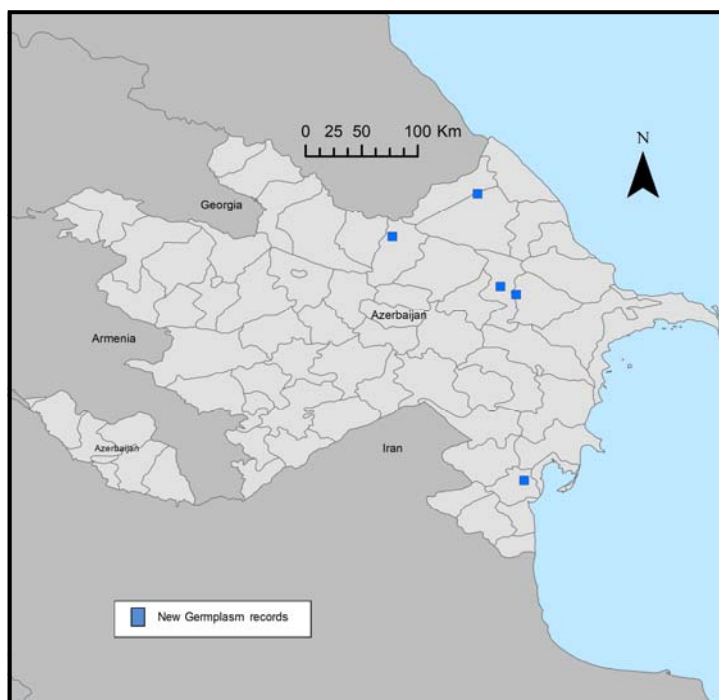 0 25 50 100 Km
N
Georgia
Azerbaijan
Armenia
Azerbaijan
Iran
New Germplasm records